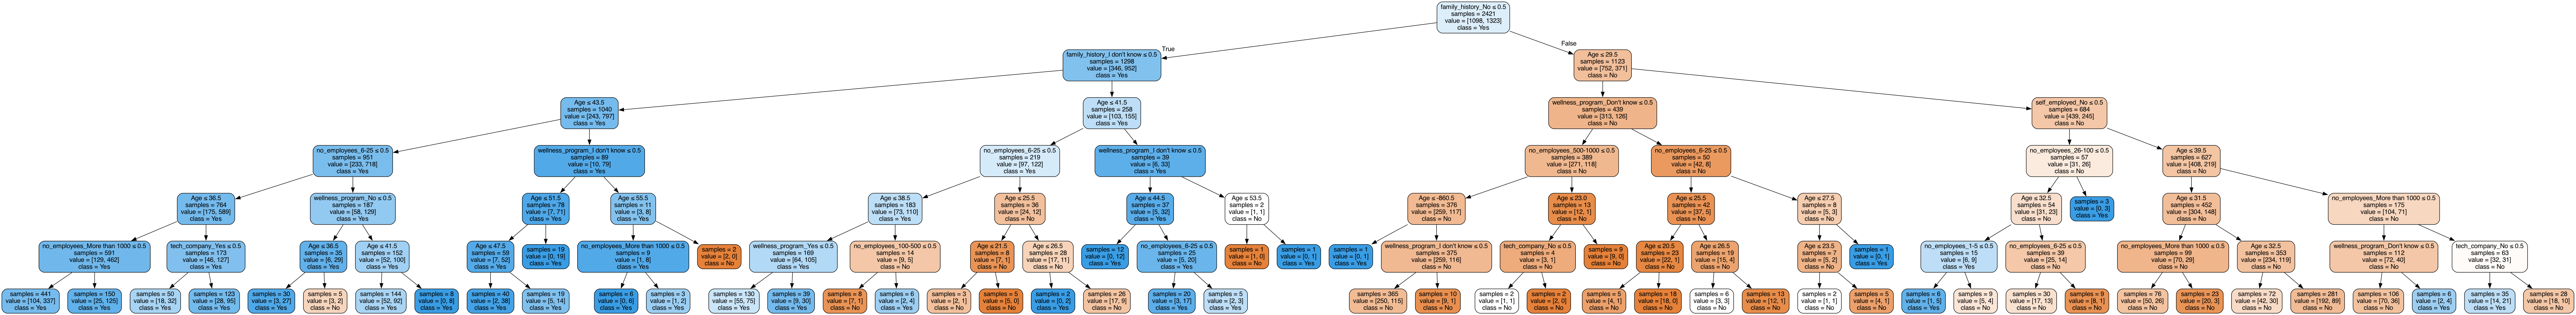 family_history_No ≤ 0.5
samples = 2421
value = [1098, 1323]
class = Yes
True
False
family_history_I don't know ≤ 0.5
samples = 1298
value = [346, 952]
class = Yes
Age ≤ 29.5
samples = 1123
value = [752, 371]
class = No
Age ≤ 43.5
samples = 1040
value = [243, 797]
class = Yes
Age ≤ 41.5
samples = 258
value = [103, 155]
class = Yes
wellness_program_Don't know ≤ 0.5
samples = 439
value = [313, 126]
class = No
self_employed_No ≤ 0.5
samples = 684
value = [439, 245]
class = No
no_employees_6-25 ≤ 0.5
samples = 951
value = [233, 718]
class = Yes
wellness_program_I don't know ≤ 0.5
samples = 89
value = [10, 79]
class = Yes
no_employees_6-25 ≤ 0.5
samples = 219
value = [97, 122]
class = Yes
wellness_program_I don't know ≤ 0.5
samples = 39
value = [6, 33]
class = Yes
no_employees_500-1000 ≤ 0.5
samples = 389
value = [271, 118]
class = No
no_employees_6-25 ≤ 0.5
samples = 50
value = [42, 8]
class = No
no_employees_26-100 ≤ 0.5
samples = 57
value = [31, 26]
class = No
Age ≤ 39.5
samples = 627
value = [408, 219]
class = No
Age ≤ 36.5
samples = 764
value = [175, 589]
class = Yes
wellness_program_No ≤ 0.5
samples = 187
value = [58, 129]
class = Yes
Age ≤ 51.5
samples = 78
value = [7, 71]
class = Yes
Age ≤ 55.5
samples = 11
value = [3, 8]
class = Yes
Age ≤ 38.5
samples = 183
value = [73, 110]
class = Yes
Age ≤ 25.5
samples = 36
value = [24, 12]
class = No
Age ≤ 44.5
samples = 37
value = [5, 32]
class = Yes
Age ≤ 53.5
samples = 2
value = [1, 1]
class = No
Age ≤ -860.5
samples = 376
value = [259, 117]
class = No
Age ≤ 23.0
samples = 13
value = [12, 1]
class = No
Age ≤ 25.5
samples = 42
value = [37, 5]
class = No
Age ≤ 27.5
samples = 8
value = [5, 3]
class = No
Age ≤ 32.5
samples = 54
value = [31, 23]
class = No
samples = 3
value = [0, 3]
class = Yes
Age ≤ 31.5
samples = 452
value = [304, 148]
class = No
no_employees_More than 1000 ≤ 0.5
samples = 175
value = [104, 71]
class = No
no_employees_More than 1000 ≤ 0.5
samples = 591
value = [129, 462]
class = Yes
tech_company_Yes ≤ 0.5
samples = 173
value = [46, 127]
class = Yes
Age ≤ 36.5
samples = 35
value = [6, 29]
class = Yes
Age ≤ 41.5
samples = 152
value = [52, 100]
class = Yes
Age ≤ 47.5
samples = 59
value = [7, 52]
class = Yes
samples = 19
value = [0, 19]
class = Yes
no_employees_More than 1000 ≤ 0.5
samples = 9
value = [1, 8]
class = Yes
samples = 2
value = [2, 0]
class = No
wellness_program_Yes ≤ 0.5
samples = 169
value = [64, 105]
class = Yes
no_employees_100-500 ≤ 0.5
samples = 14
value = [9, 5]
class = No
Age ≤ 21.5
samples = 8
value = [7, 1]
class = No
Age ≤ 26.5
samples = 28
value = [17, 11]
class = No
samples = 12
value = [0, 12]
class = Yes
no_employees_6-25 ≤ 0.5
samples = 25
value = [5, 20]
class = Yes
samples = 1
value = [1, 0]
class = No
samples = 1
value = [0, 1]
class = Yes
samples = 1
value = [0, 1]
class = Yes
wellness_program_I don't know ≤ 0.5
samples = 375
value = [259, 116]
class = No
tech_company_No ≤ 0.5
samples = 4
value = [3, 1]
class = No
samples = 9
value = [9, 0]
class = No
Age ≤ 20.5
samples = 23
value = [22, 1]
class = No
Age ≤ 26.5
samples = 19
value = [15, 4]
class = No
Age ≤ 23.5
samples = 7
value = [5, 2]
class = No
samples = 1
value = [0, 1]
class = Yes
no_employees_1-5 ≤ 0.5
samples = 15
value = [6, 9]
class = Yes
no_employees_6-25 ≤ 0.5
samples = 39
value = [25, 14]
class = No
no_employees_More than 1000 ≤ 0.5
samples = 99
value = [70, 29]
class = No
Age ≤ 32.5
samples = 353
value = [234, 119]
class = No
wellness_program_Don't know ≤ 0.5
samples = 112
value = [72, 40]
class = No
tech_company_No ≤ 0.5
samples = 63
value = [32, 31]
class = No
samples = 441
value = [104, 337]
class = Yes
samples = 150
value = [25, 125]
class = Yes
samples = 50
value = [18, 32]
class = Yes
samples = 123
value = [28, 95]
class = Yes
samples = 30
value = [3, 27]
class = Yes
samples = 5
value = [3, 2]
class = No
samples = 144
value = [52, 92]
class = Yes
samples = 8
value = [0, 8]
class = Yes
samples = 40
value = [2, 38]
class = Yes
samples = 19
value = [5, 14]
class = Yes
samples = 6
value = [0, 6]
class = Yes
samples = 3
value = [1, 2]
class = Yes
samples = 130
value = [55, 75]
class = Yes
samples = 39
value = [9, 30]
class = Yes
samples = 8
value = [7, 1]
class = No
samples = 6
value = [2, 4]
class = Yes
samples = 3
value = [2, 1]
class = No
samples = 5
value = [5, 0]
class = No
samples = 2
value = [0, 2]
class = Yes
samples = 26
value = [17, 9]
class = No
samples = 20
value = [3, 17]
class = Yes
samples = 5
value = [2, 3]
class = Yes
samples = 365
value = [250, 115]
class = No
samples = 10
value = [9, 1]
class = No
samples = 2
value = [1, 1]
class = No
samples = 2
value = [2, 0]
class = No
samples = 5
value = [4, 1]
class = No
samples = 18
value = [18, 0]
class = No
samples = 6
value = [3, 3]
class = No
samples = 13
value = [12, 1]
class = No
samples = 2
value = [1, 1]
class = No
samples = 5
value = [4, 1]
class = No
samples = 6
value = [1, 5]
class = Yes
samples = 9
value = [5, 4]
class = No
samples = 30
value = [17, 13]
class = No
samples = 9
value = [8, 1]
class = No
samples = 76
value = [50, 26]
class = No
samples = 23
value = [20, 3]
class = No
samples = 72
value = [42, 30]
class = No
samples = 281
value = [192, 89]
class = No
samples = 106
value = [70, 36]
class = No
samples = 6
value = [2, 4]
class = Yes
samples = 35
value = [14, 21]
class = Yes
samples = 28
value = [18, 10]
class = No